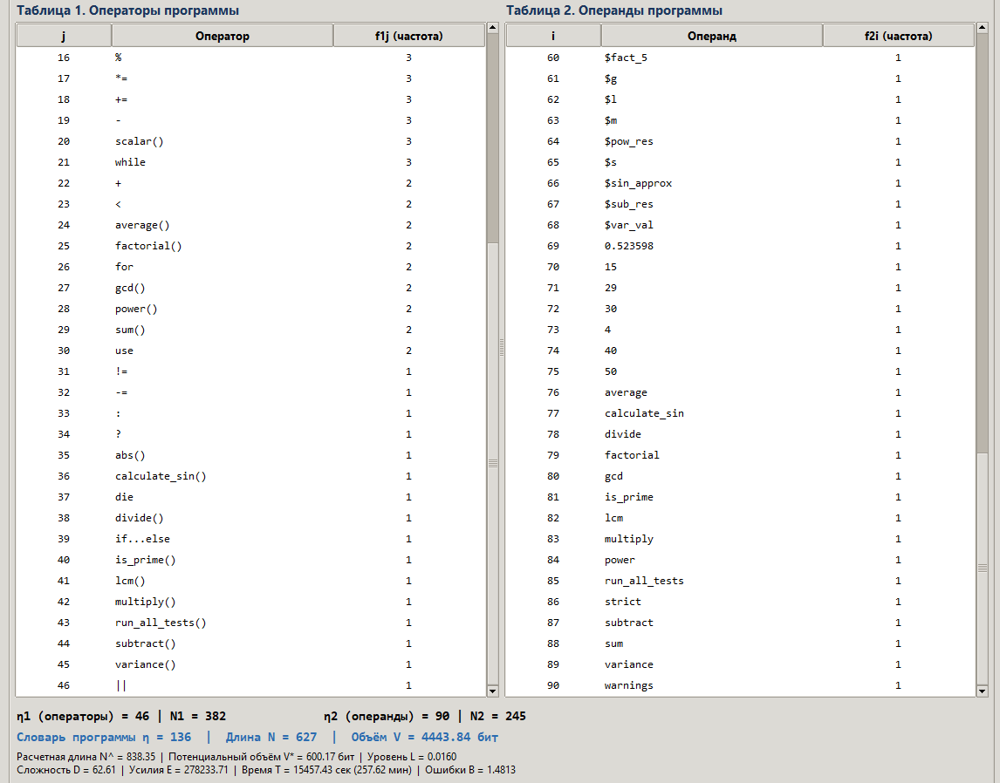 Таблица 1. Операторы программы
j Оператор f1j (частота)
16 % 3
17 *= 3
18 += 3
19 - 3
20 scalar() 3
21 while 3
22 + 2
23 < 2
24 average() 2
25 factorial() 2
26 for 2
27 gcd() 2
28 power() 2
29 sum() 2
30 use 2
31 != 1
32 -= 1
33 : 1
34 ? 1
35 abs() 1
36 calculate_sin() 1
37 die 1
38 divide() 1
39 if...else 1
40 is_prime() 1
41 lcm() 1
42 multiply() 1
43 run_all_tests() 1
44 subtract() 1
45 variance() 1
46 || 1
Таблица 2. Операнды программы
i Операнд f2i (частота)
60 $fact_5 1
61 $g 1
62 $l 1
63 $m 1
64 $pow_res 1
65 $s 1
66 $sin_approx 1
67 $sub_res 1
68 $var_val 1
69 0.523598 1
70 15 1
71 29 1
72 30 1
73 4 1
74 40 1
75 50 1
76 average 1
77 calculate_sin 1
78 divide 1
79 factorial 1
80 gcd 1
81 is_prime 1
82 lcm 1
83 multiply 1
84 power 1
85 run_all_tests 1
86 strict 1
87 subtract 1
88 sum 1
89 variance 1
90 warnings 1
η1 (операторы) = 46 | N1 = 382 η2 (операнды) = 90 | N2 = 245
Словарь программы η = 136 | Длина N = 627 | Объём V = 4443.84 бит
Расчетная длина N^ = 838.35 | Потенциальный объём V* = 600.17 бит | Уровень L = 0.0160
Сложность D = 62.61 | Усилия E = 278233.71 | Время T = 15457.43 сек (257.62 мин) | Ошибки B = 1.4813